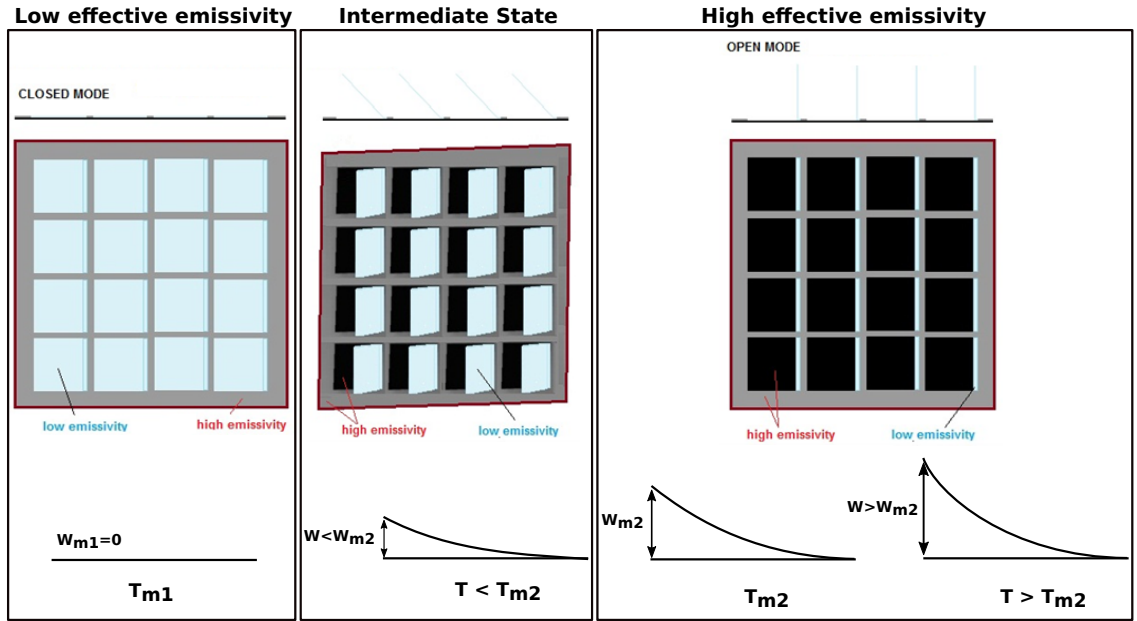 Low effective emissivity
Intermediate State
High effective emissivity
CLOSED MODE
low emissivity
high emissivity
Wm1=0
Tm1
high emissivity
low emissivity
W<Wm2
T < Tm2
OPEN MODE
high emissivity
low emissivity
Wm2
W>Wm2
Tm2
T > Tm2